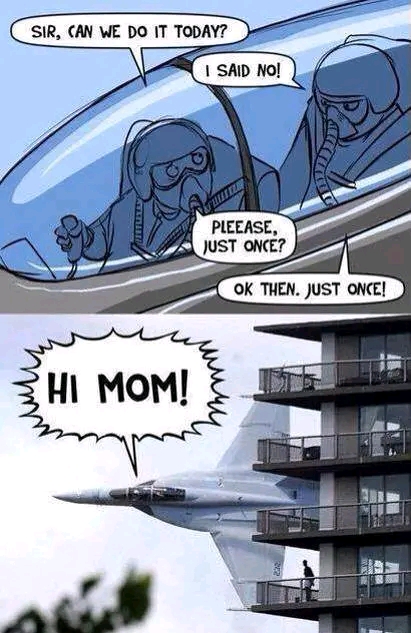 SIR, CAN WE DO IT TODAY?
I SAID NO!
PLEEASE,
JUST ONCE?
OK THEN. JUST ONCE!
HI MOM!